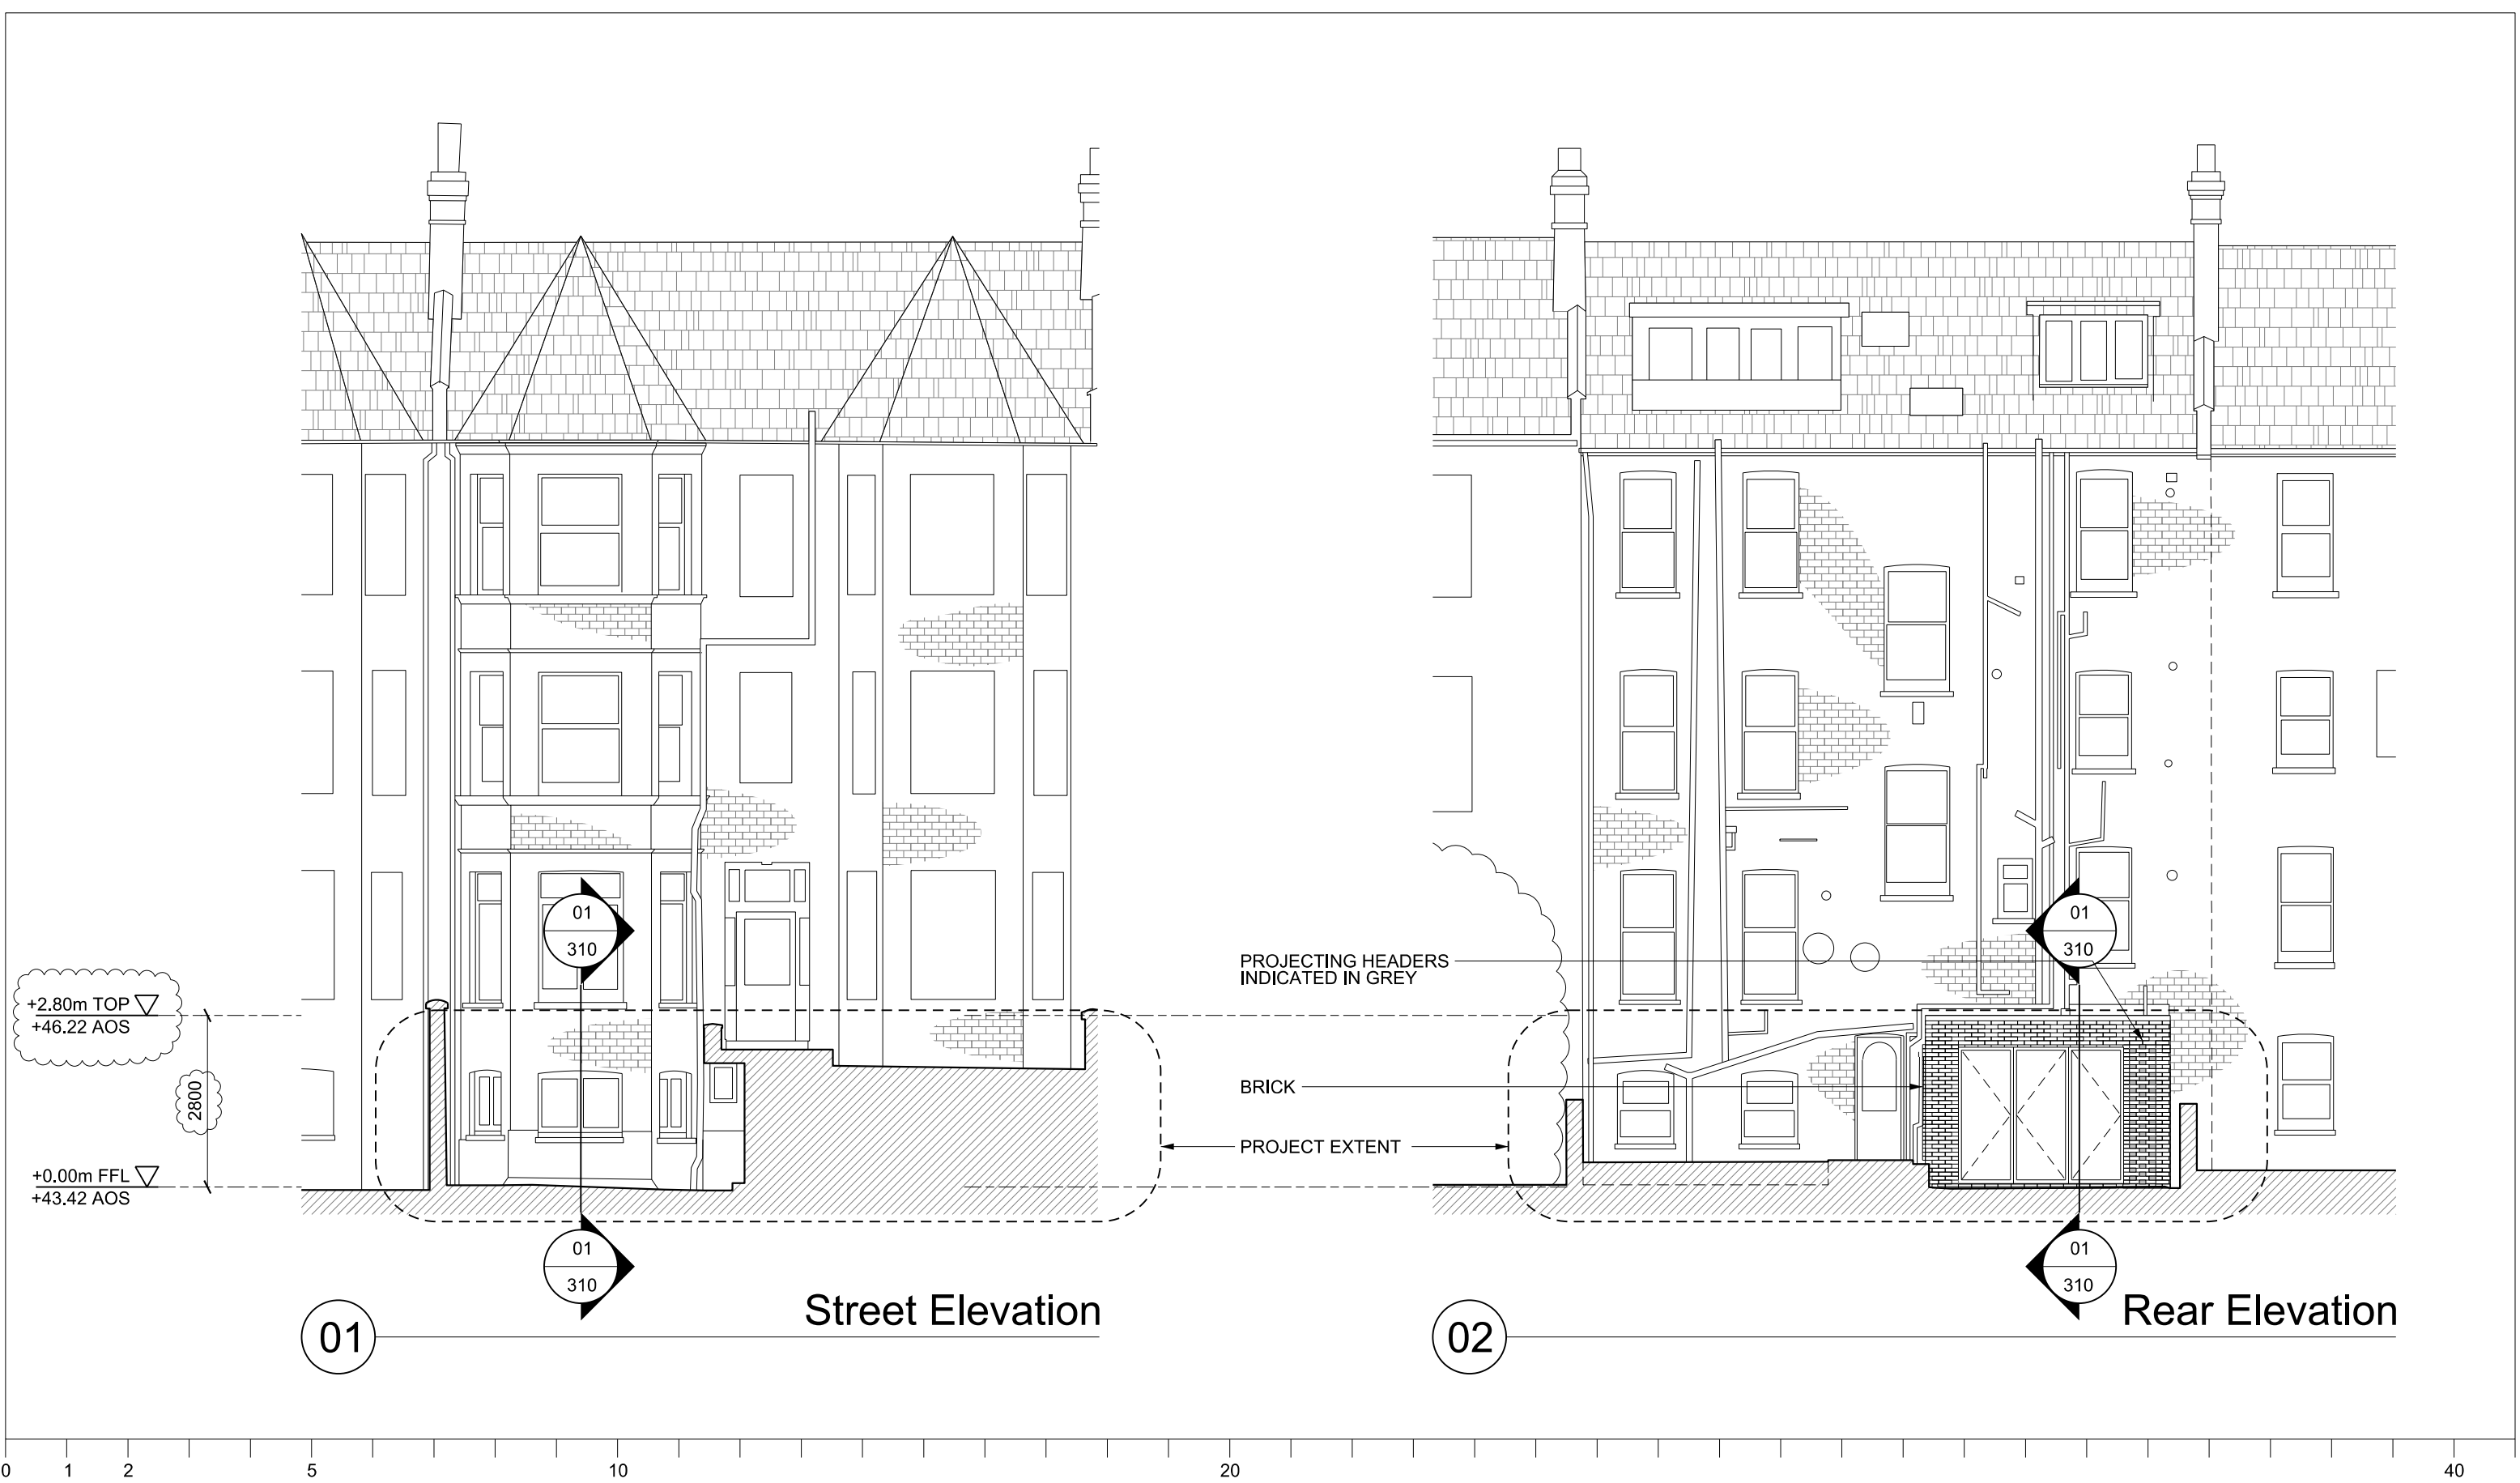 01
310
01
310
PROJECTING HEADERS
INDICATED IN GREY
+2.80m TOP
+46.22 AOS
2800
BRICK
PROJECT EXTENT
+0.00m FFL
+43.42 AOS
01
310
01
310
01
Street Elevation
02
Rear Elevation
0 1 2 5 10 20 40